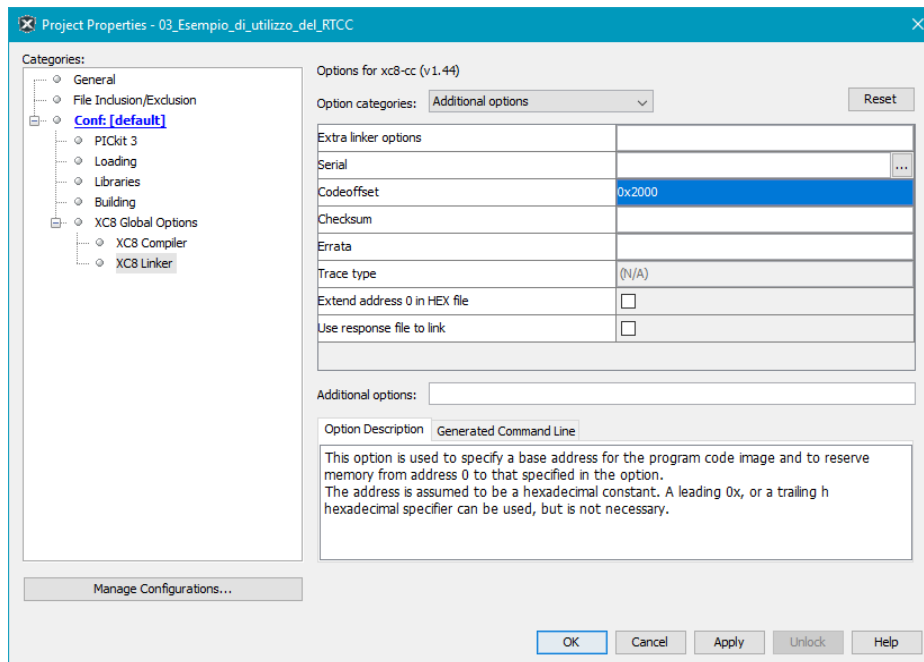 Project Properties - 03_Esempio_di_utilizzo_del_RTCC
Categories:
General
File Inclusion/Exclusion
Conf: [default]
PICkit 3
Loading
Libraries
Building
XC8 Global Options
XC8 Compiler
XC8 Linker
Manage Configurations...
Options for xc8-cc (v1.44)
Option categories: Additional options Reset
Extra linker options
Serial ...
Codeoffset 0x2000
Checksum
Errata
Trace type (N/A)
Extend address 0 in HEX file
Use response file to link
Additional options:
Option Description Generated Command Line
This option is used to specify a base address for the program code image and to reserve
memory from address 0 to that specified in the option.
The address is assumed to be a hexadecimal constant. A leading 0x, or a trailing h
hexadecimal specifier can be used, but is not necessary.
OK Cancel Apply Unlock Help